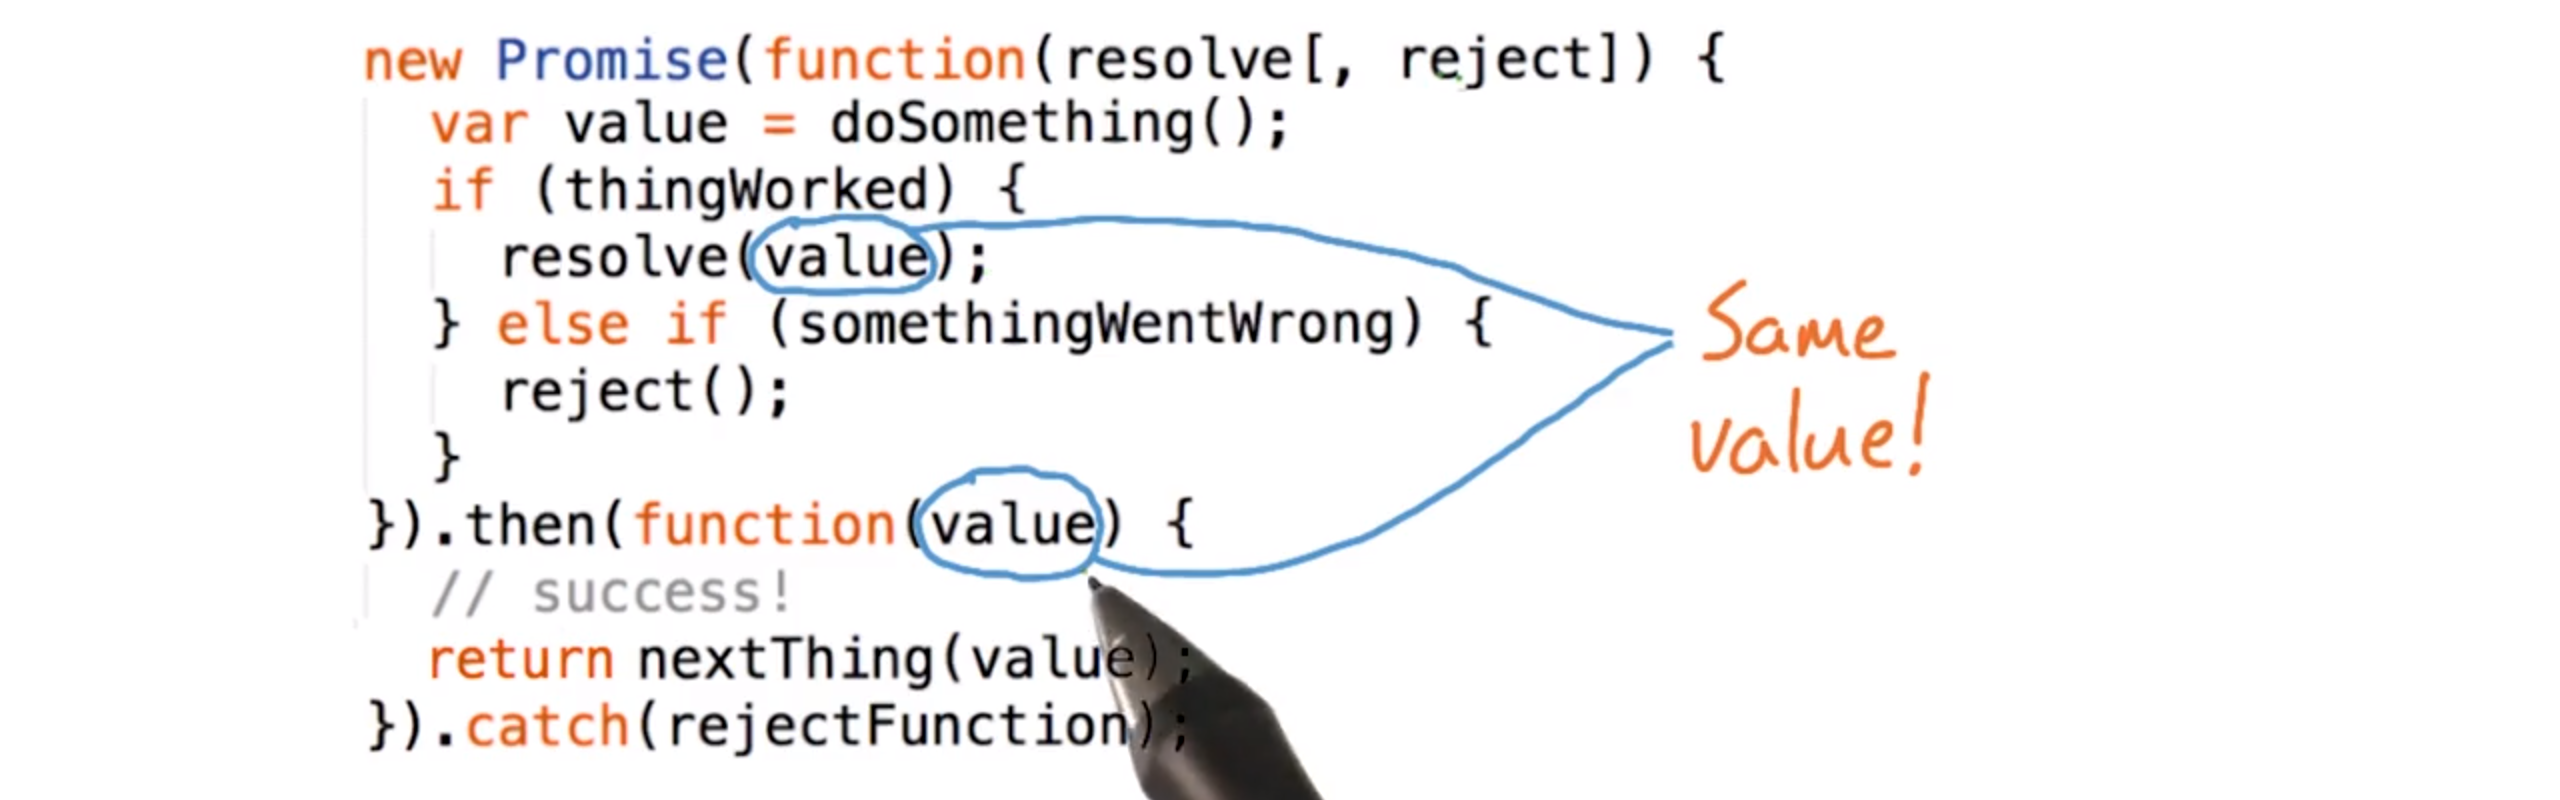 new Promise(function(resolve[, reject]) {
var value = doSomething();
if (thingWorked) {
resolve(value);
} else if (somethingWentWrong) {
reject();
}
}).then(function(value) {
// success!
return nextThing(value);
}).catch(rejectFunction);
Same
value!